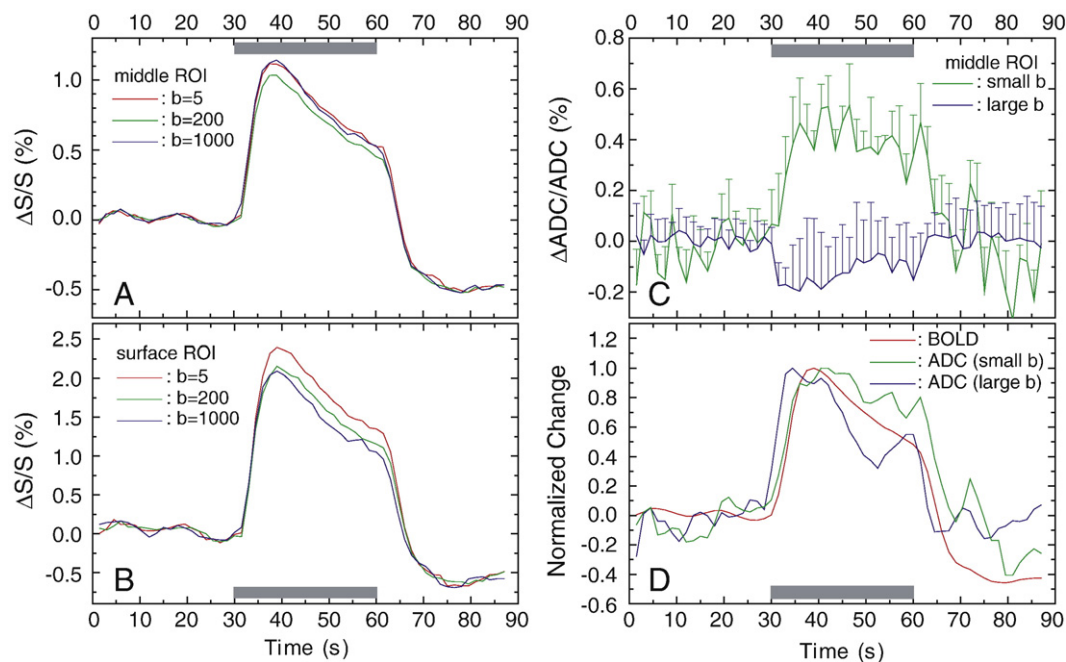 0 10 20 30 40 50 60 70 80 90
ΔS/S (%)
1.0
0.5
0.0
-0.5
middle ROI
: b=5
: b=200
: b=1000
A
ΔS/S (%)
2.5
2.0
1.5
1.0
0.5
0.0
-0.5
surface ROI
: b=5
: b=200
: b=1000
B
0 10 20 30 40 50 60 70 80 90
Time (s)
0 10 20 30 40 50 60 70 80 90
ΔADC/ADC (%)
0.8
0.6
0.4
0.2
0.0
-0.2
middle ROI
: small b
: large b
C
Normalized Change
1.2
1.0
0.8
0.6
0.4
0.2
0.0
-0.2
-0.4
-0.6
: BOLD
: ADC (small b)
: ADC (large b)
D
0 10 20 30 40 50 60 70 80 90
Time (s)